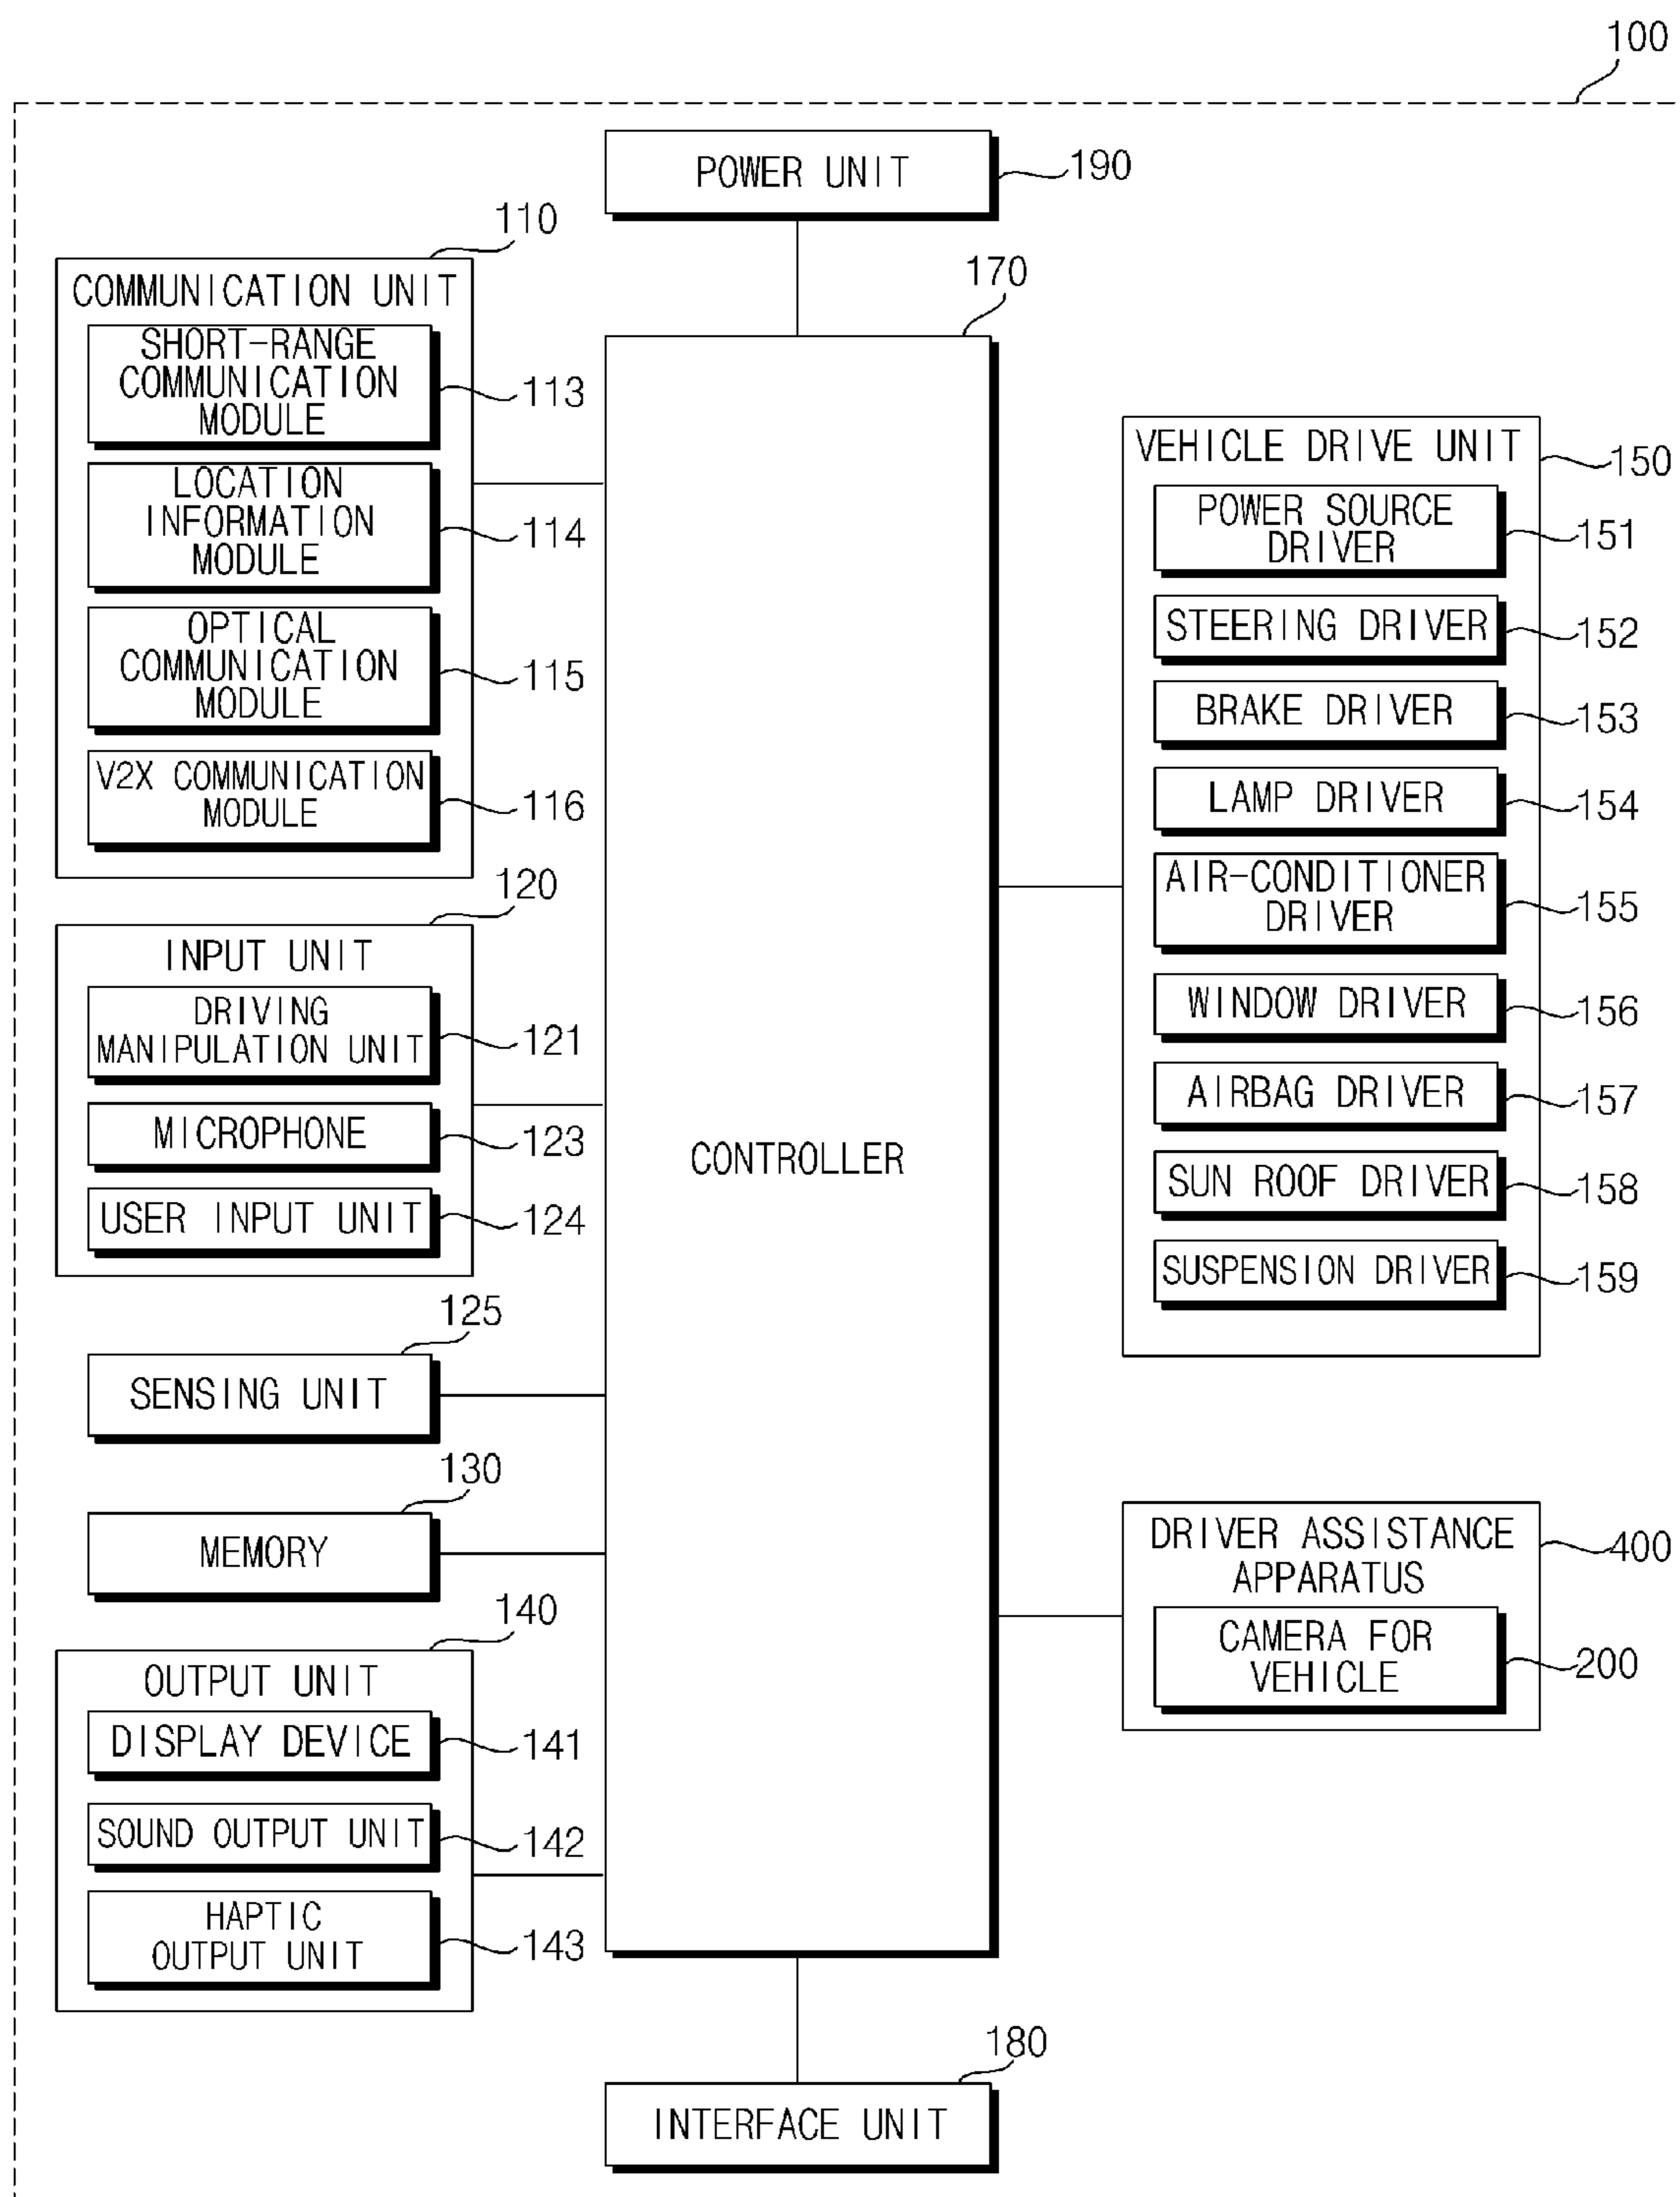 100
POWER UNIT
190
110
COMMUNICATION UNIT
SHORT-RANGE
COMMUNICATION
MODULE
113
LOCATION
INFORMATION
MODULE
114
OPTICAL
COMMUNICATION
MODULE
115
V2X COMMUNICATION
MODULE
116
120
INPUT UNIT
DRIVING
MANIPULATION UNIT
121
MICROPHONE
123
USER INPUT UNIT
124
125
SENSING UNIT
130
MEMORY
140
OUTPUT UNIT
DISPLAY DEVICE
141
SOUND OUTPUT UNIT
142
HAPTIC
OUTPUT UNIT
143
170
CONTROLLER
VEHICLE DRIVE UNIT
150
POWER SOURCE
DRIVER
151
STEERING DRIVER
152
BRAKE DRIVER
153
LAMP DRIVER
154
AIR-CONDITIONER
DRIVER
155
WINDOW DRIVER
156
AIRBAG DRIVER
157
SUN ROOF DRIVER
158
SUSPENSION DRIVER
159
DRIVER ASSISTANCE
APPARATUS
400
CAMERA FOR
VEHICLE
200
180
INTERFACE UNIT